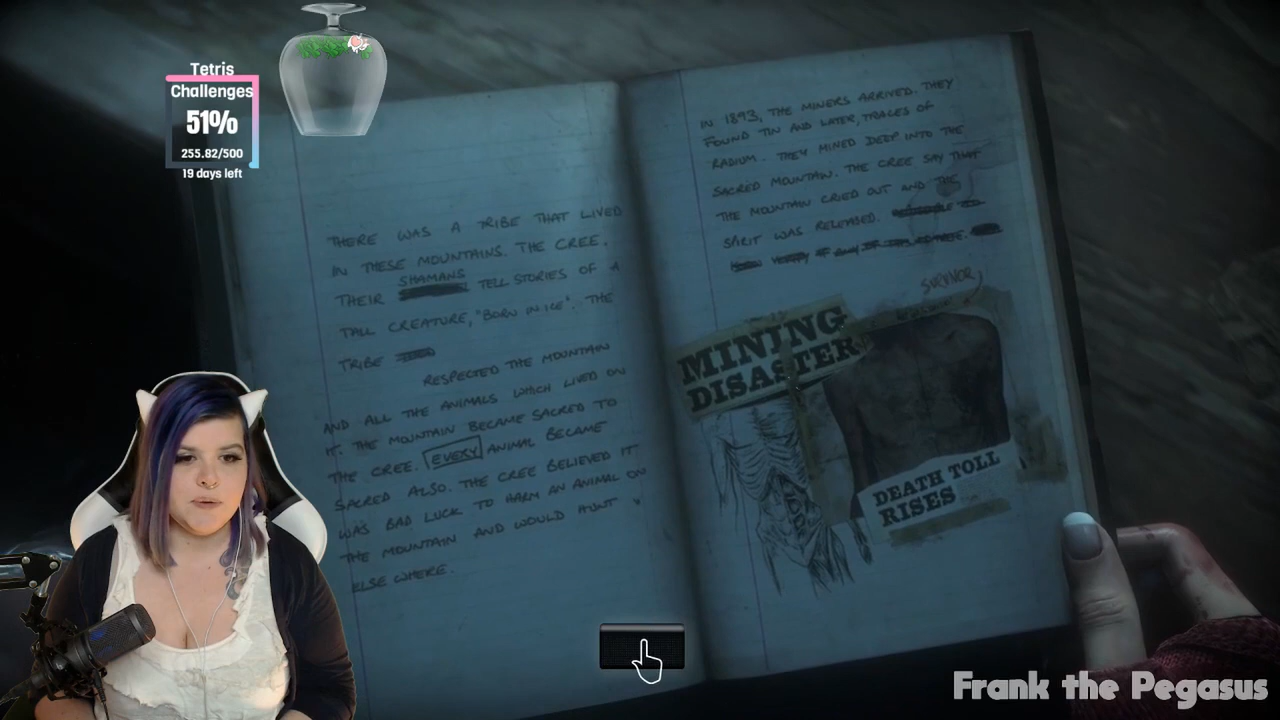 Tetris
Challenges
51%
255.82/500
19 days left
THERE WAS A TRIBE THAT LIVED
IN THESE MOUNTAINS. THE CREE.
SHAMANS
THEIR TELL STORIES OF A
TALL CREATURE, "BORN IN ICE". THE
TRIBE
RESPECTED THE MOUNTAIN
AND ALL THE ANIMALS WHICH LIVED ON
IT. THE MOUNTAIN BECAME SACRED TO
THE CREE. EVERY ANIMAL BECAME
SACRED ALSO. THE CREE BELIEVED IT
WAS BAD LUCK TO HARM AN ANIMAL ON
THE MOUNTAIN AND WOULD HUNT
ELSE WHERE.
IN 1893, THE MINERS ARRIVED. THEY
FOUND TIN AND LATER, TRACES OF
RADIUM. THEY MINED DEEP INTO THE
SACRED MOUNTAIN. THE CREE SAY THAT
THE MOUNTAIN CRIED OUT AND THE
SPIRIT WAS RELEASED.
SURVIVOR
MINING
DISASTER
DEATH TOLL
RISES
Frank the Pegasus